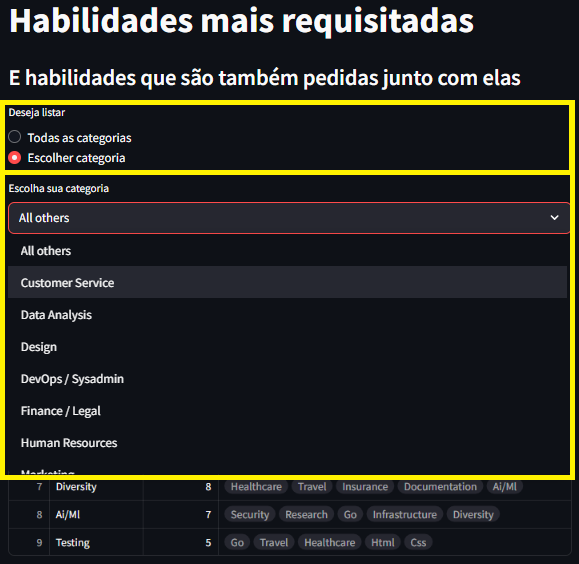 Habilidades mais requisitadas
E habilidades que são também pedidas junto com elas
Deseja listar
Todas as categorias
Escolher categoria
Escolha sua categoria
All others
All others
Customer Service
Data Analysis
Design
DevOps / Sysadmin
Finance / Legal
Human Resources
Marketing
7 Diversity 8 Healthcare Travel Insurance Documentation Ai/Ml
8 Ai/Ml 7 Security Research Go Infrastructure Diversity
9 Testing 5 Go Travel Healthcare Html Css